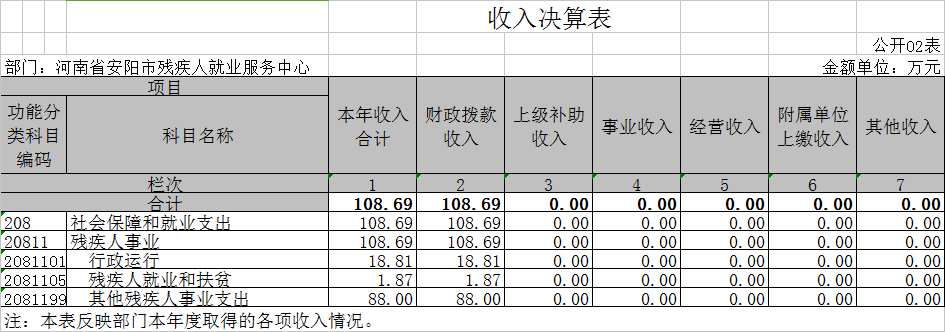 收入决算表
公开02表
部门：河南省安阳市残疾人就业服务中心 金额单位：万元
项目 本年收入合计 财政拨款收入 上级补助收入 事业收入 经营收入 附属单位上缴收入 其他收入
功能分类科目编码 科目名称
栏次 1 2 3 4 5 6 7
合计 108.69 108.69 0.00 0.00 0.00 0.00 0.00
208 社会保障和就业支出 108.69 108.69 0.00 0.00 0.00 0.00 0.00
20811 残疾人事业 108.69 108.69 0.00 0.00 0.00 0.00 0.00
2081101 行政运行 18.81 18.81 0.00 0.00 0.00 0.00 0.00
2081105 残疾人就业和扶贫 1.87 1.87 0.00 0.00 0.00 0.00 0.00
2081199 其他残疾人事业支出 88.00 88.00 0.00 0.00 0.00 0.00 0.00
注：本表反映部门本年度取得的各项收入情况。